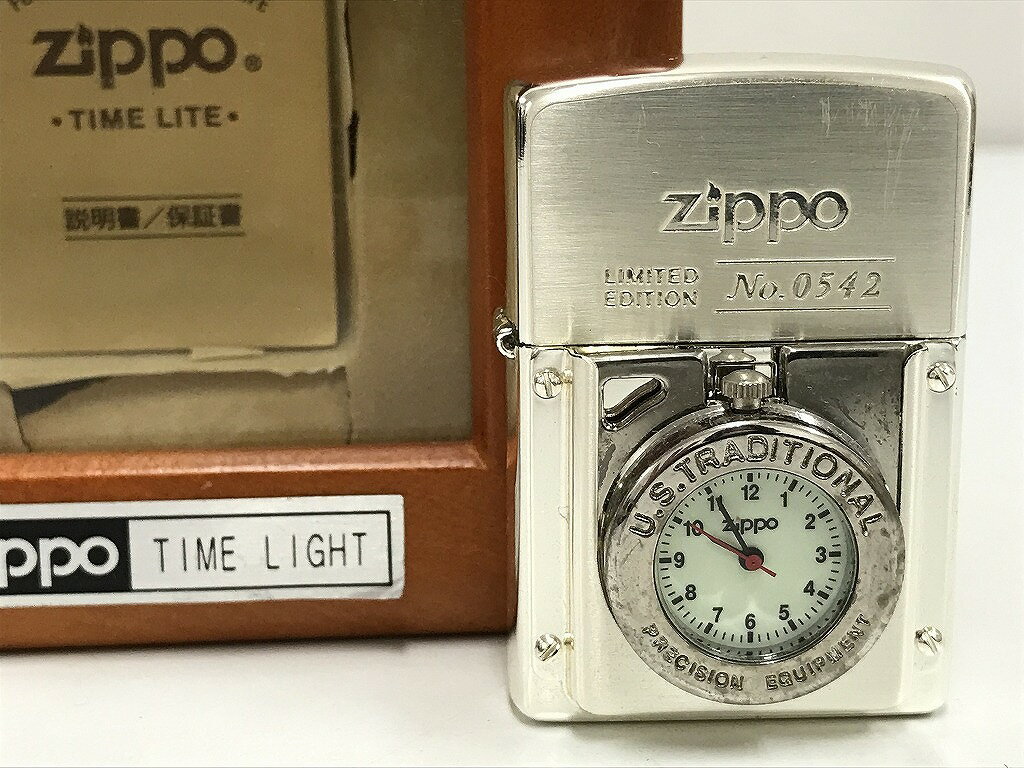 zippo®
•TIME LITE•
説明書／保証書
ppo TIME LIGHT
zippo
LIMITED
EDITION
No. 0542
U.S. TRADITIONAL
12
11 1
zippo
10 2
9 3
8 4
7 5
6
PRECISION EQUIPMENT